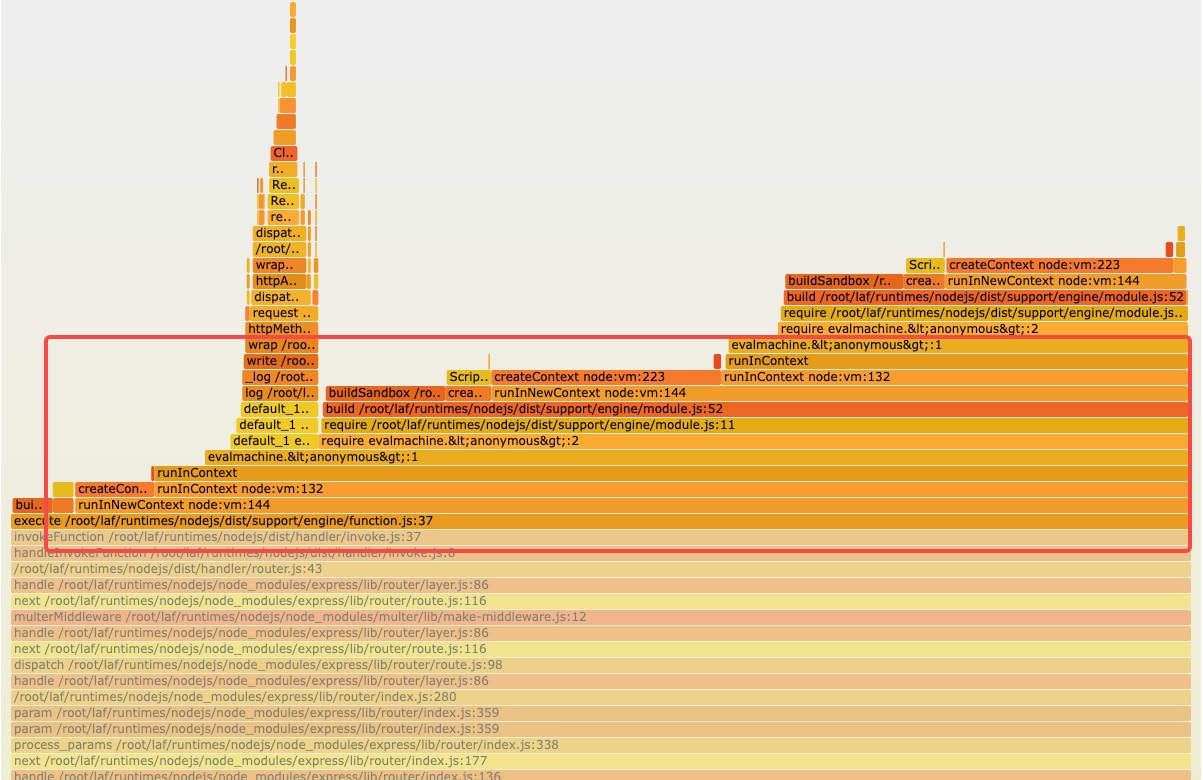 Cl..
r..
Re..
Re..
re..
dispat..
/root/..
wrap.. Scri.. createContext node:vm:223
httpA.. buildSandbox /r.. crea.. runInNewContext node:vm:144
dispat.. build /root/laf/runtimes/nodejs/dist/support/engine/module.js:52
request .. require /root/laf/runtimes/nodejs/dist/support/engine/module.js..
httpMeth.. require evalmachine.&lt;anonymous&gt;:2
wrap /roo.. evalmachine.&lt;anonymous&gt;:1
write /roo.. runInContext
_log /root.. Scrip.. createContext node:vm:223 runInContext node:vm:132
log /root/l.. buildSandbox /ro.. crea.. runInNewContext node:vm:144
default_1.. build /root/laf/runtimes/nodejs/dist/support/engine/module.js:52
default_1 .. require /root/laf/runtimes/nodejs/dist/support/engine/module.js:11
default_1 e.. require evalmachine.&lt;anonymous&gt;:2
evalmachine.&lt;anonymous&gt;:1
runInContext
createCon.. runInContext node:vm:132
bui.. runInNewContext node:vm:144
execute /root/laf/runtimes/nodejs/dist/support/engine/function.js:37
invokeFunction /root/laf/runtimes/nodejs/dist/handler/invoke.js:37
handleInvokeFunction /root/laf/runtimes/nodejs/dist/handler/invoke.js:8
/root/laf/runtimes/nodejs/dist/handler/router.js:43
handle /root/laf/runtimes/nodejs/node_modules/express/lib/router/layer.js:86
next /root/laf/runtimes/nodejs/node_modules/express/lib/router/route.js:116
multerMiddleware /root/laf/runtimes/nodejs/node_modules/multer/lib/make-middleware.js:12
handle /root/laf/runtimes/nodejs/node_modules/express/lib/router/layer.js:86
next /root/laf/runtimes/nodejs/node_modules/express/lib/router/route.js:116
dispatch /root/laf/runtimes/nodejs/node_modules/express/lib/router/route.js:98
handle /root/laf/runtimes/nodejs/node_modules/express/lib/router/layer.js:86
/root/laf/runtimes/nodejs/node_modules/express/lib/router/index.js:280
param /root/laf/runtimes/nodejs/node_modules/express/lib/router/index.js:359
param /root/laf/runtimes/nodejs/node_modules/express/lib/router/index.js:359
process_params /root/laf/runtimes/nodejs/node_modules/express/lib/router/index.js:338
next /root/laf/runtimes/nodejs/node_modules/express/lib/router/index.js:177
handle /root/laf/runtimes/nodejs/node_modules/express/lib/router/index.js:136